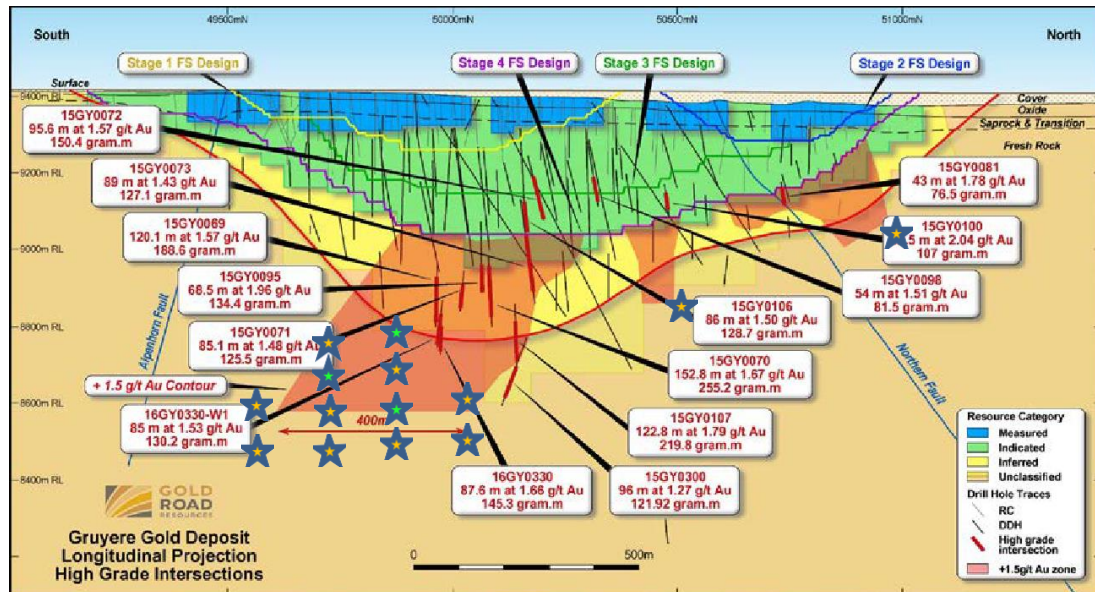 49500mN
50000mN
50500mN
51000mN
South
North
Stage 1 FS Design
Stage 4 FS Design
Stage 3 FS Design
Stage 2 FS Design
Surface
9400m RL
9200m RL
9000m RL
8800m RL
8600m RL
8400m RL
Cover
Oxide
Saprock & Transition
Fresh Rock
15GY0072
95.6 m at 1.57 g/t Au
150.4 gram.m
15GY0073
89 m at 1.43 g/t Au
127.1 gram.m
15GY0069
120.1 m at 1.57 g/t Au
188.6 gram.m
15GY0095
68.5 m at 1.96 g/t Au
134.4 gram.m
15GY0071
85.1 m at 1.48 g/t
125.5 gram.m
+ 1.5 g/t Au Contour
16GY0330-W1
85 m at 1.53 g/t Au
130.2 gram.m
400m
15GY0081
43 m at 1.78 g/t Au
76.5 gram.m
15GY0100
5 m at 2.04 g/t Au
107 gram.m
15GY0098
54 m at 1.51 g/t Au
81.5 gram.m
15GY0106
86 m at 1.50 g/t Au
128.7 gram.m
15GY0070
152.8 m at 1.67 g/t Au
255.2 gram.m
15GY0107
122.8 m at 1.79 g/t Au
219.8 gram.m
16GY0330
87.6 m at 1.66 g/t Au
145.3 gram.m
15GY0300
96 m at 1.27 g/t Au
121.92 gram.m
Alpenhorn Fault
Northern Fault
GOLD
ROAD
RESOURCES
Gruyere Gold Deposit
Longitudinal Projection
High Grade Intersections
0
500m
Resource Category
Measured
Indicated
Inferred
Unclassified
Drill Hole Traces
RC
DDH
High grade
intersection
+1.5g/t Au zone